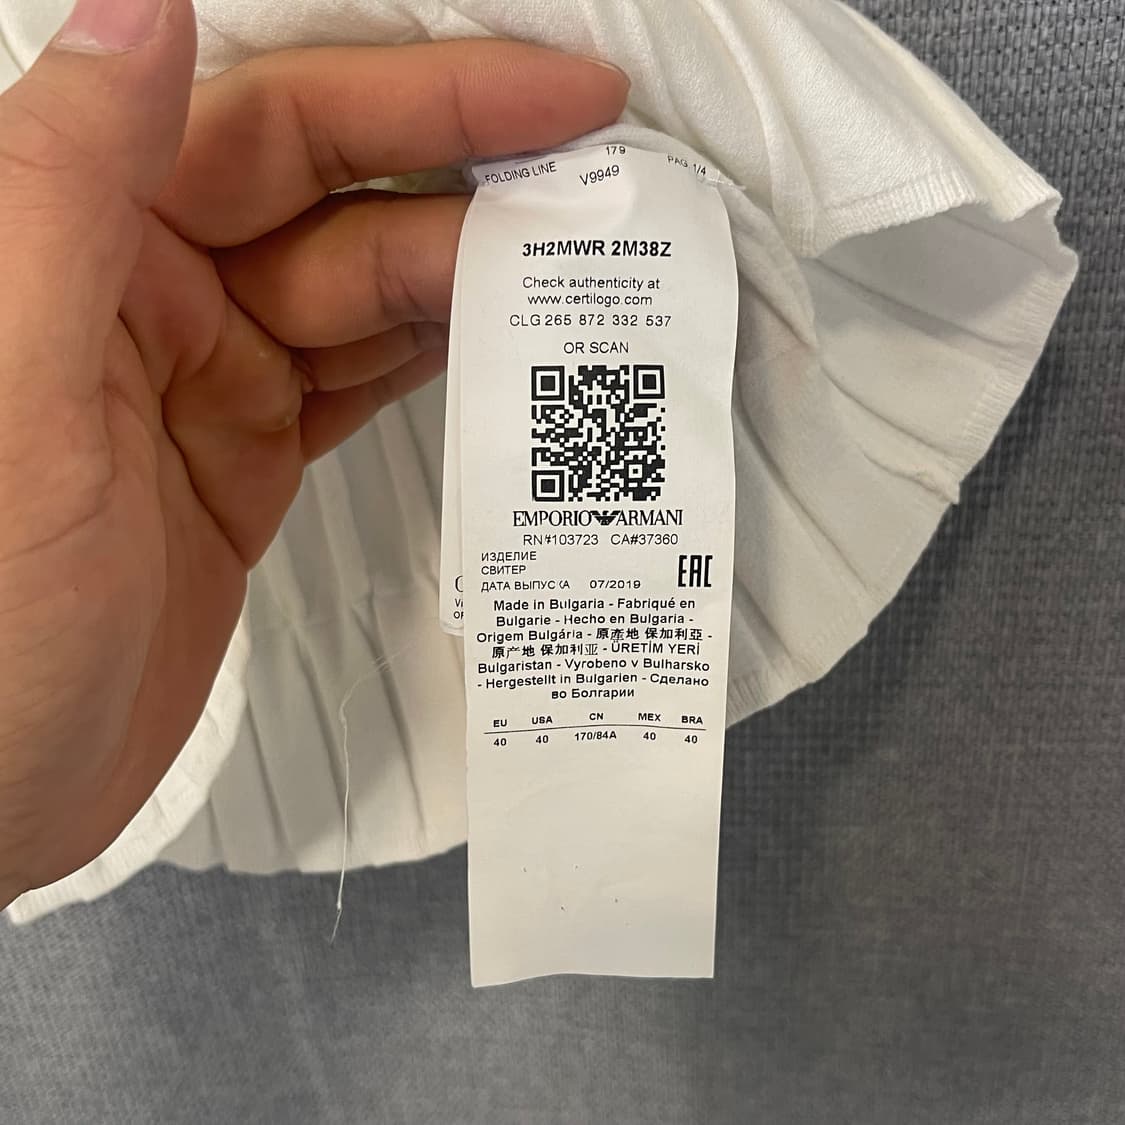 179
FOLDING LINE
V9949
PAG 1/4
3H2MWR 2M38Z
Check authenticity at
www.certilogo.com
CLG 265 872 332 537
OR SCAN
EMPORIO ARMANI
RN#103723 CA#37360
ИЗДЕЛИЕ
СВИТЕР
ДАТА ВЫПУСКА 07/2019
EAC
Made in Bulgaria - Fabriqué en
Bulgarie - Hecho en Bulgaria -
Origem Bulgária - 原產地 保加利亞 -
原产地 保加利亚 - ÜRETİM YERİ
Bulgaristan - Vyrobeno v Bulharsko
- Hergestellt in Bulgarien - Сделано
во Болгарии
EU USA CN MEX BRA
40 40 170/84A 40 40